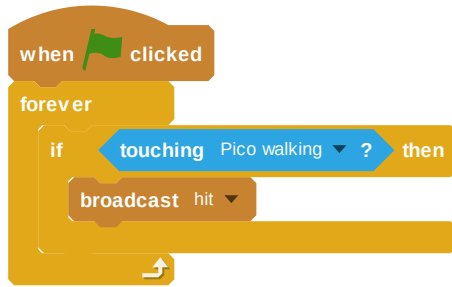 when clicked
forever
if touching Pico walking ? then
broadcast hit